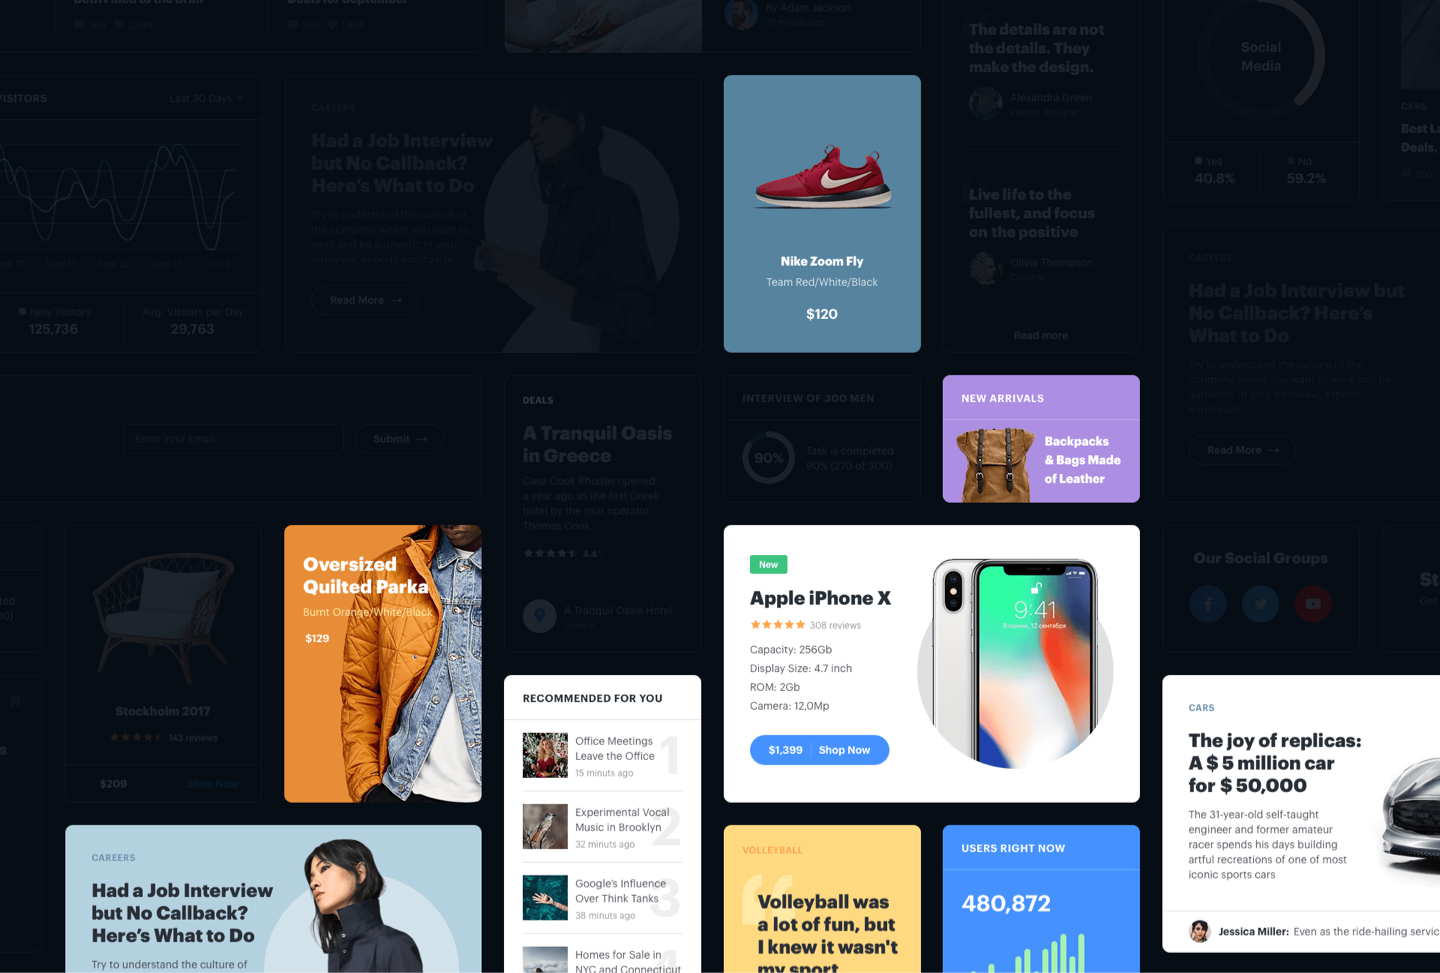 By Adam Jackson
27 minuts ago
The details are not
the details. They
make the design.
Alexandra Green
Social
Media
VISITORS
Last 30 Days
CAREERS
Had a Job Interview
but No Callback?
Here's What to Do
Try to understand the culture of
the company where you want to
work and be authentic in your
interview, experts emphasize
Read More →
New Visitors
125,736
Avg. Visitors per Day
29,763
Nike Zoom Fly
Team Red/White/Black
$120
Live life to the
fullest, and focus
on the positive
Olivia Thompson
Read more
Yes
40.8%
No
59.2%
CARS
Deals,
CAREERS
Had a Job Interview but
No Callback? Here's
What to Do
Try to understand the culture of the
company where you want to work and be
authentic in your interview, experts
emphasize
Read More →
Enter Your Email
Submit →
DEALS
A Tranquil Oasis
in Greece
Casa Cook Rhodes opened
a year ago as the first Greek
hotel by the tour operator
Thomas Cook
4.4
A Tranquil Oasis Hotel
Greece
INTERVIEW OF 300 MEN
90%
Task is completed
90% (270 of 300)
NEW ARRIVALS
Backpacks
& Bags Made
of Leather
Stockholm 2017
143 reviews
$209
Shop Now
Oversized
Quilted Parka
Burnt Orange/White/Black
$129
New
Apple iPhone X
308 reviews
Capacity: 256Gb
Display Size: 4.7 inch
ROM: 2Gb
Camera: 12,0Mp
$1,399
Shop Now
9:41
Вторник, 12 сентября
Our Social Groups
RECOMMENDED FOR YOU
Office Meetings
Leave the Office
15 minuts ago
1
Experimental Vocal
Music in Brooklyn
32 minuts ago
2
Google's Influence
Over Think Tanks
38 minuts ago
3
Homes for Sale in
NYC and Connecticut
CARS
The joy of replicas:
A $ 5 million car
for $ 50,000
The 31-year-old self-taught
engineer and former amateur
racer spends his days building
artful recreations of one of most
iconic sports cars
Jessica Miller: Even as the ride-hailing servic
CAREERS
Had a Job Interview
but No Callback?
Here's What to Do
Try to understand the culture of
VOLLEYBALL
Volleyball was
a lot of fun, but
I knew it wasn't
my sport
USERS RIGHT NOW
480,872